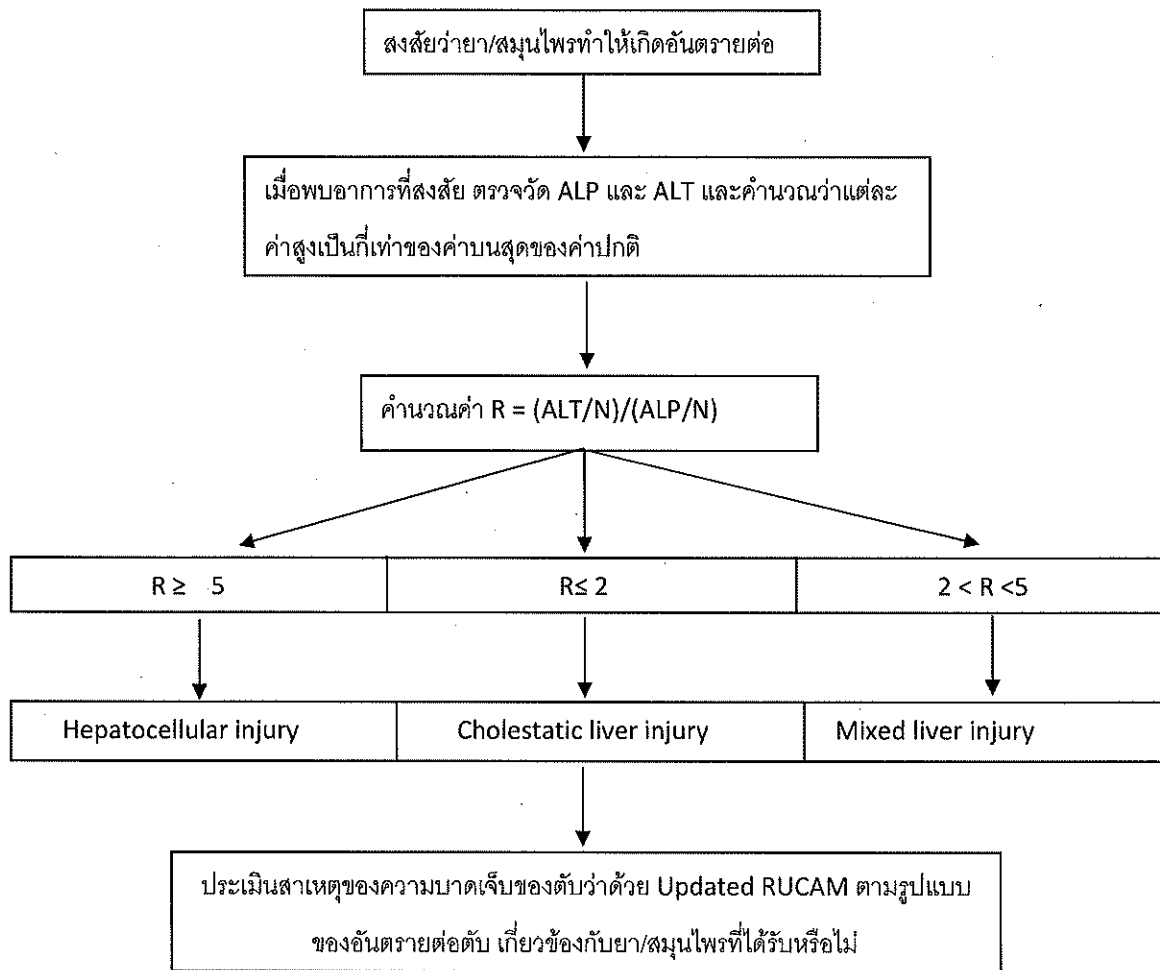 สงสัยว่ายา/สมุนไพรทำให้เกิดอันตรายต่อ
เมื่อพบอาการที่สงสัย ตรวจวัด ALP และ ALT และคำนวณว่าแต่ละ
ค่าสูงเป็นกี่เท่าของค่าบนสุดของค่าปกติ
คำนวณค่า R = (ALT/N)/(ALP/N)
R ≥ 5
R≤ 2
2 < R <5
Hepatocellular injury
Cholestatic liver injury
Mixed liver injury
ประเมินสาเหตุของความบาดเจ็บของตับว่าด้วย Updated RUCAM ตามรูปแบบ
ของอันตรายต่อตับ เกี่ยวข้องกับยา/สมุนไพรที่ได้รับหรือไม่